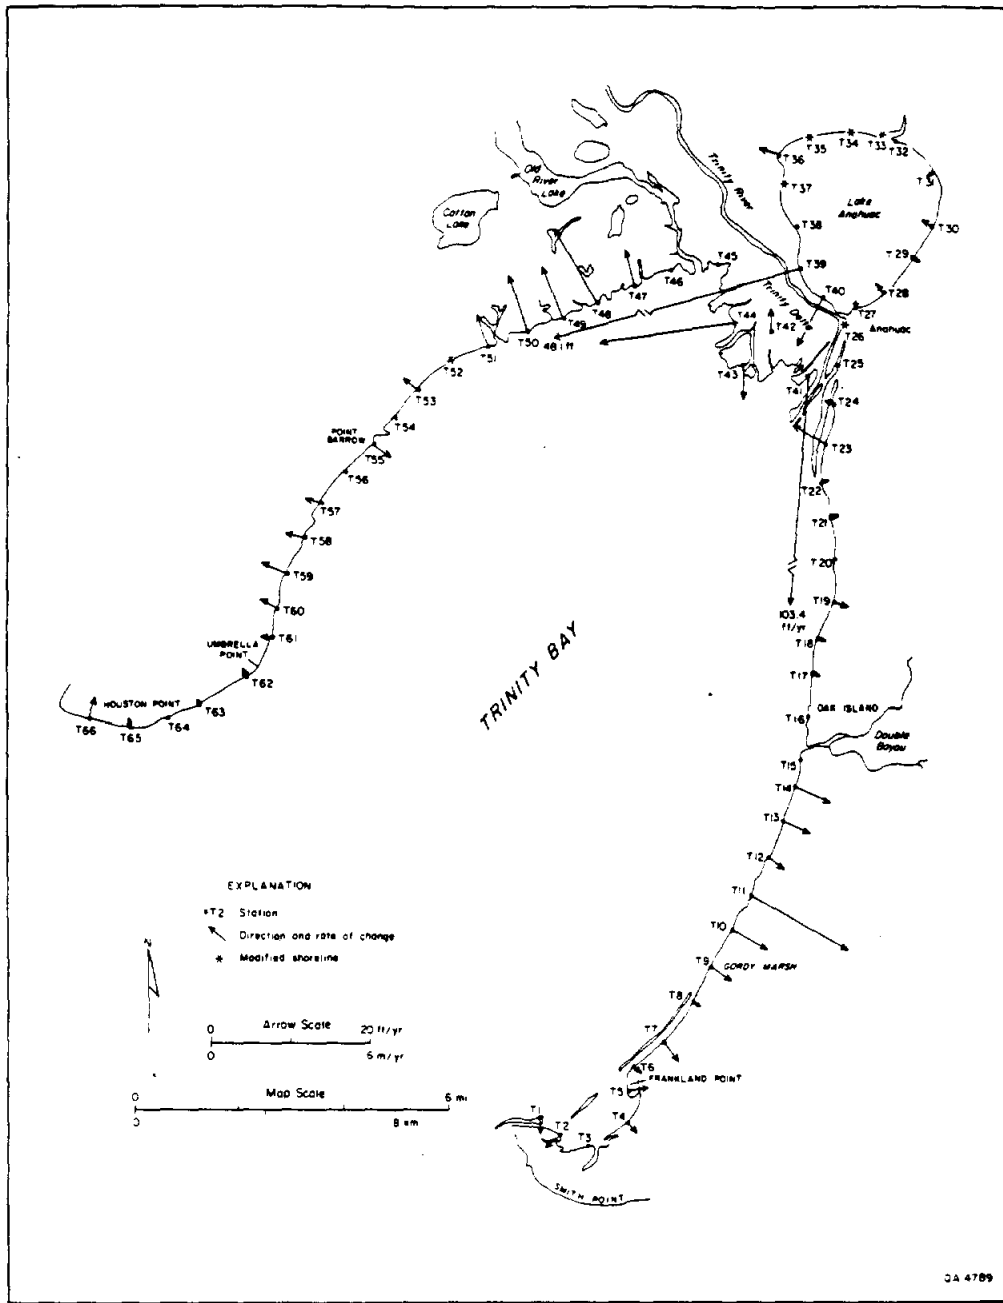 T35
T34
T33
T32
T36
T31
Trinity River
T37
Old
River
Lake
Lake
Anahuac
Cotton
Lake
T38
T30
T45
T39
T29
T46
T47
T40
T28
Trinity Delta
T48
T27
T49
T44
T42
Anahuac
T50
48.1 ft
T26
T51
T52
T43
T25
T41
T53
T24
T54
POINT
BARROW
T55
T23
T56
T22
T57
T21
T58
T20
T59
T60
103.4
ft/yr
T19
T61
UMBRELLA
POINT
T18
TRINITY BAY
T62
T17
HOUSTON POINT
T63
T64
T66
T65
T16
OAK ISLAND
Double
Bayou
T15
T14
T13
T12
EXPLANATION
T11
T2 Station
T10
Direction and rate of change
N
* Modified shoreline
T9
GORDY MARSH
T8
0 Arrow Scale 20 ft/yr
T7
0 6 m/yr
T6
FRANKLAND POINT
Map Scale
0 6 mi
T5
0 8 km
T1
T4
T2
T3
SMITH POINT
QA 4789